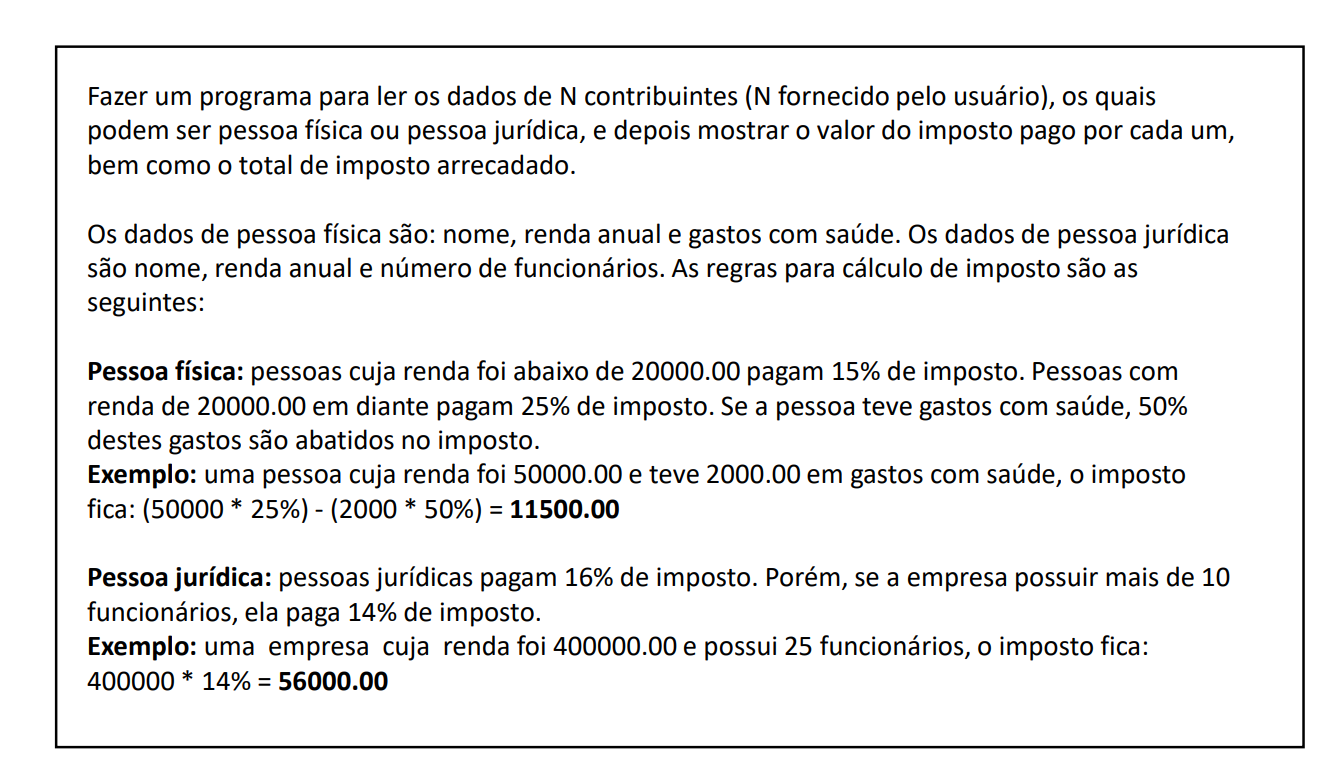 Fazer um programa para ler os dados de N contribuintes (N fornecido pelo usuário), os quais
podem ser pessoa física ou pessoa jurídica, e depois mostrar o valor do imposto pago por cada um,
bem como o total de imposto arrecadado.
Os dados de pessoa física são: nome, renda anual e gastos com saúde. Os dados de pessoa jurídica
são nome, renda anual e número de funcionários. As regras para cálculo de imposto são as
seguintes:
Pessoa física: pessoas cuja renda foi abaixo de 20000.00 pagam 15% de imposto. Pessoas com
renda de 20000.00 em diante pagam 25% de imposto. Se a pessoa teve gastos com saúde, 50%
destes gastos são abatidos no imposto.
Exemplo: uma pessoa cuja renda foi 50000.00 e teve 2000.00 em gastos com saúde, o imposto
fica: (50000 * 25%) - (2000 * 50%) = 11500.00
Pessoa jurídica: pessoas jurídicas pagam 16% de imposto. Porém, se a empresa possuir mais de 10
funcionários, ela paga 14% de imposto.
Exemplo: uma empresa cuja renda foi 400000.00 e possui 25 funcionários, o imposto fica:
400000 * 14% = 56000.00